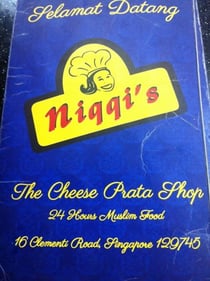 Selamat Datang
Niqqi's
The Cheese Prata Shop
24 Hours Muslim Food
16 Clementi Road, Singapore 129745